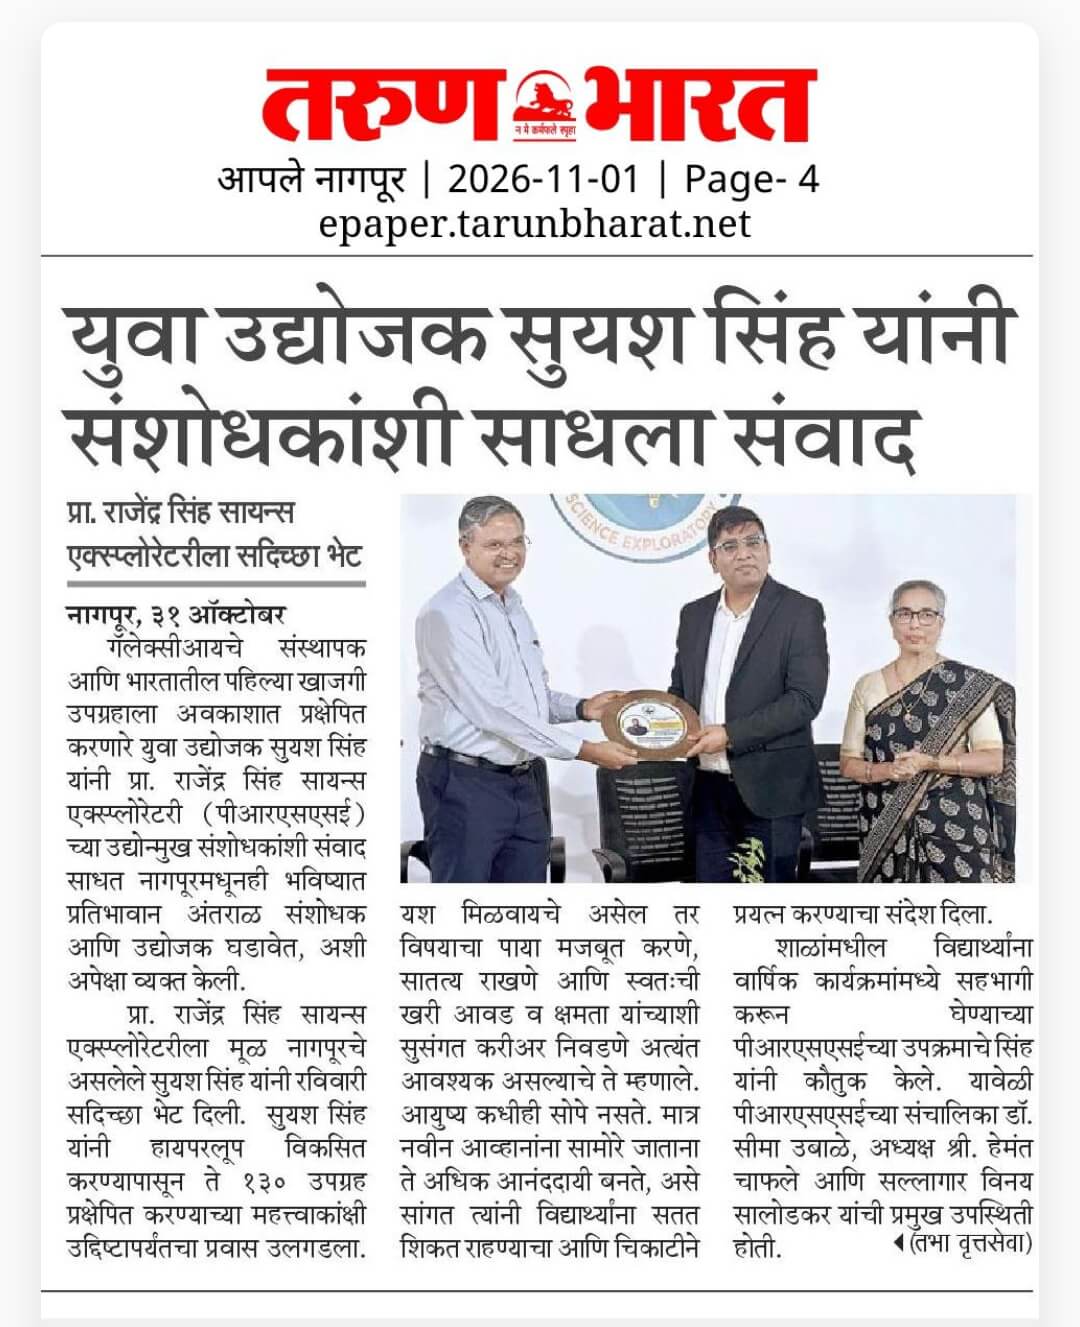 तरुण भारत
न मे कर्मफले स्पृहा
आपले नागपूर | 2026-11-01 | Page- 4
epaper.tarunbharat.net
युवा उद्योजक सुयश सिंह यांनी
संशोधकांशी साधला संवाद
प्रा. राजेंद्र सिंह सायन्स
एक्स्प्लोरेटरीला सदिच्छा भेट
नागपूर, ३१ ऑक्टोबर
गॅलेक्सीआयचे संस्थापक
आणि भारतातील पहिल्या खाजगी
उपग्रहाला अवकाशात प्रक्षेपित
करणारे युवा उद्योजक सुयश सिंह
यांनी प्रा. राजेंद्र सिंह सायन्स
एक्स्प्लोरेटरी (पीआरएसएसई)
च्या उद्योन्मुख संशोधकांशी संवाद
साधत नागपूरमधूनही भविष्यात
प्रतिभावान अंतराळ संशोधक
आणि उद्योजक घडावेत, अशी
अपेक्षा व्यक्त केली.
प्रा. राजेंद्र सिंह सायन्स
एक्स्प्लोरेटरीला मूळ नागपूरचे
असलेले सुयश सिंह यांनी रविवारी
सदिच्छा भेट दिली. सुयश सिंह
यांनी हायपरलूप विकसित
करण्यापासून ते १३० उपग्रह
प्रक्षेपित करण्याच्या महत्त्वाकांक्षी
उद्दिष्टापर्यंतचा प्रवास उलगडला.
SCIENCE EXPLORATORY
यश मिळवायचे असेल तर
विषयाचा पाया मजबूत करणे,
सातत्य राखणे आणि स्वतःची
खरी आवड व क्षमता यांच्याशी
सुसंगत करीअर निवडणे अत्यंत
आवश्यक असल्याचे ते म्हणाले.
आयुष्य कधीही सोपे नसते. मात्र
नवीन आव्हानांना सामोरे जाताना
ते अधिक आनंददायी बनते, असे
सांगत त्यांनी विद्यार्थ्यांना सतत
शिकत राहण्याचा आणि चिकाटीने
प्रयत्न करण्याचा संदेश दिला.
शाळांमधील विद्यार्थ्यांना
वार्षिक कार्यक्रमांमध्ये सहभागी
करून घेण्याच्या
पीआरएसएसईच्या उपक्रमाचे सिंह
यांनी कौतुक केले. यावेळी
पीआरएसएसईच्या संचालिका डॉ.
सीमा उबाळे, अध्यक्ष श्री. हेमंत
चाफले आणि सल्लागार विनय
सालोडकर यांची प्रमुख उपस्थिती
होती. (तभा वृत्तसेवा)